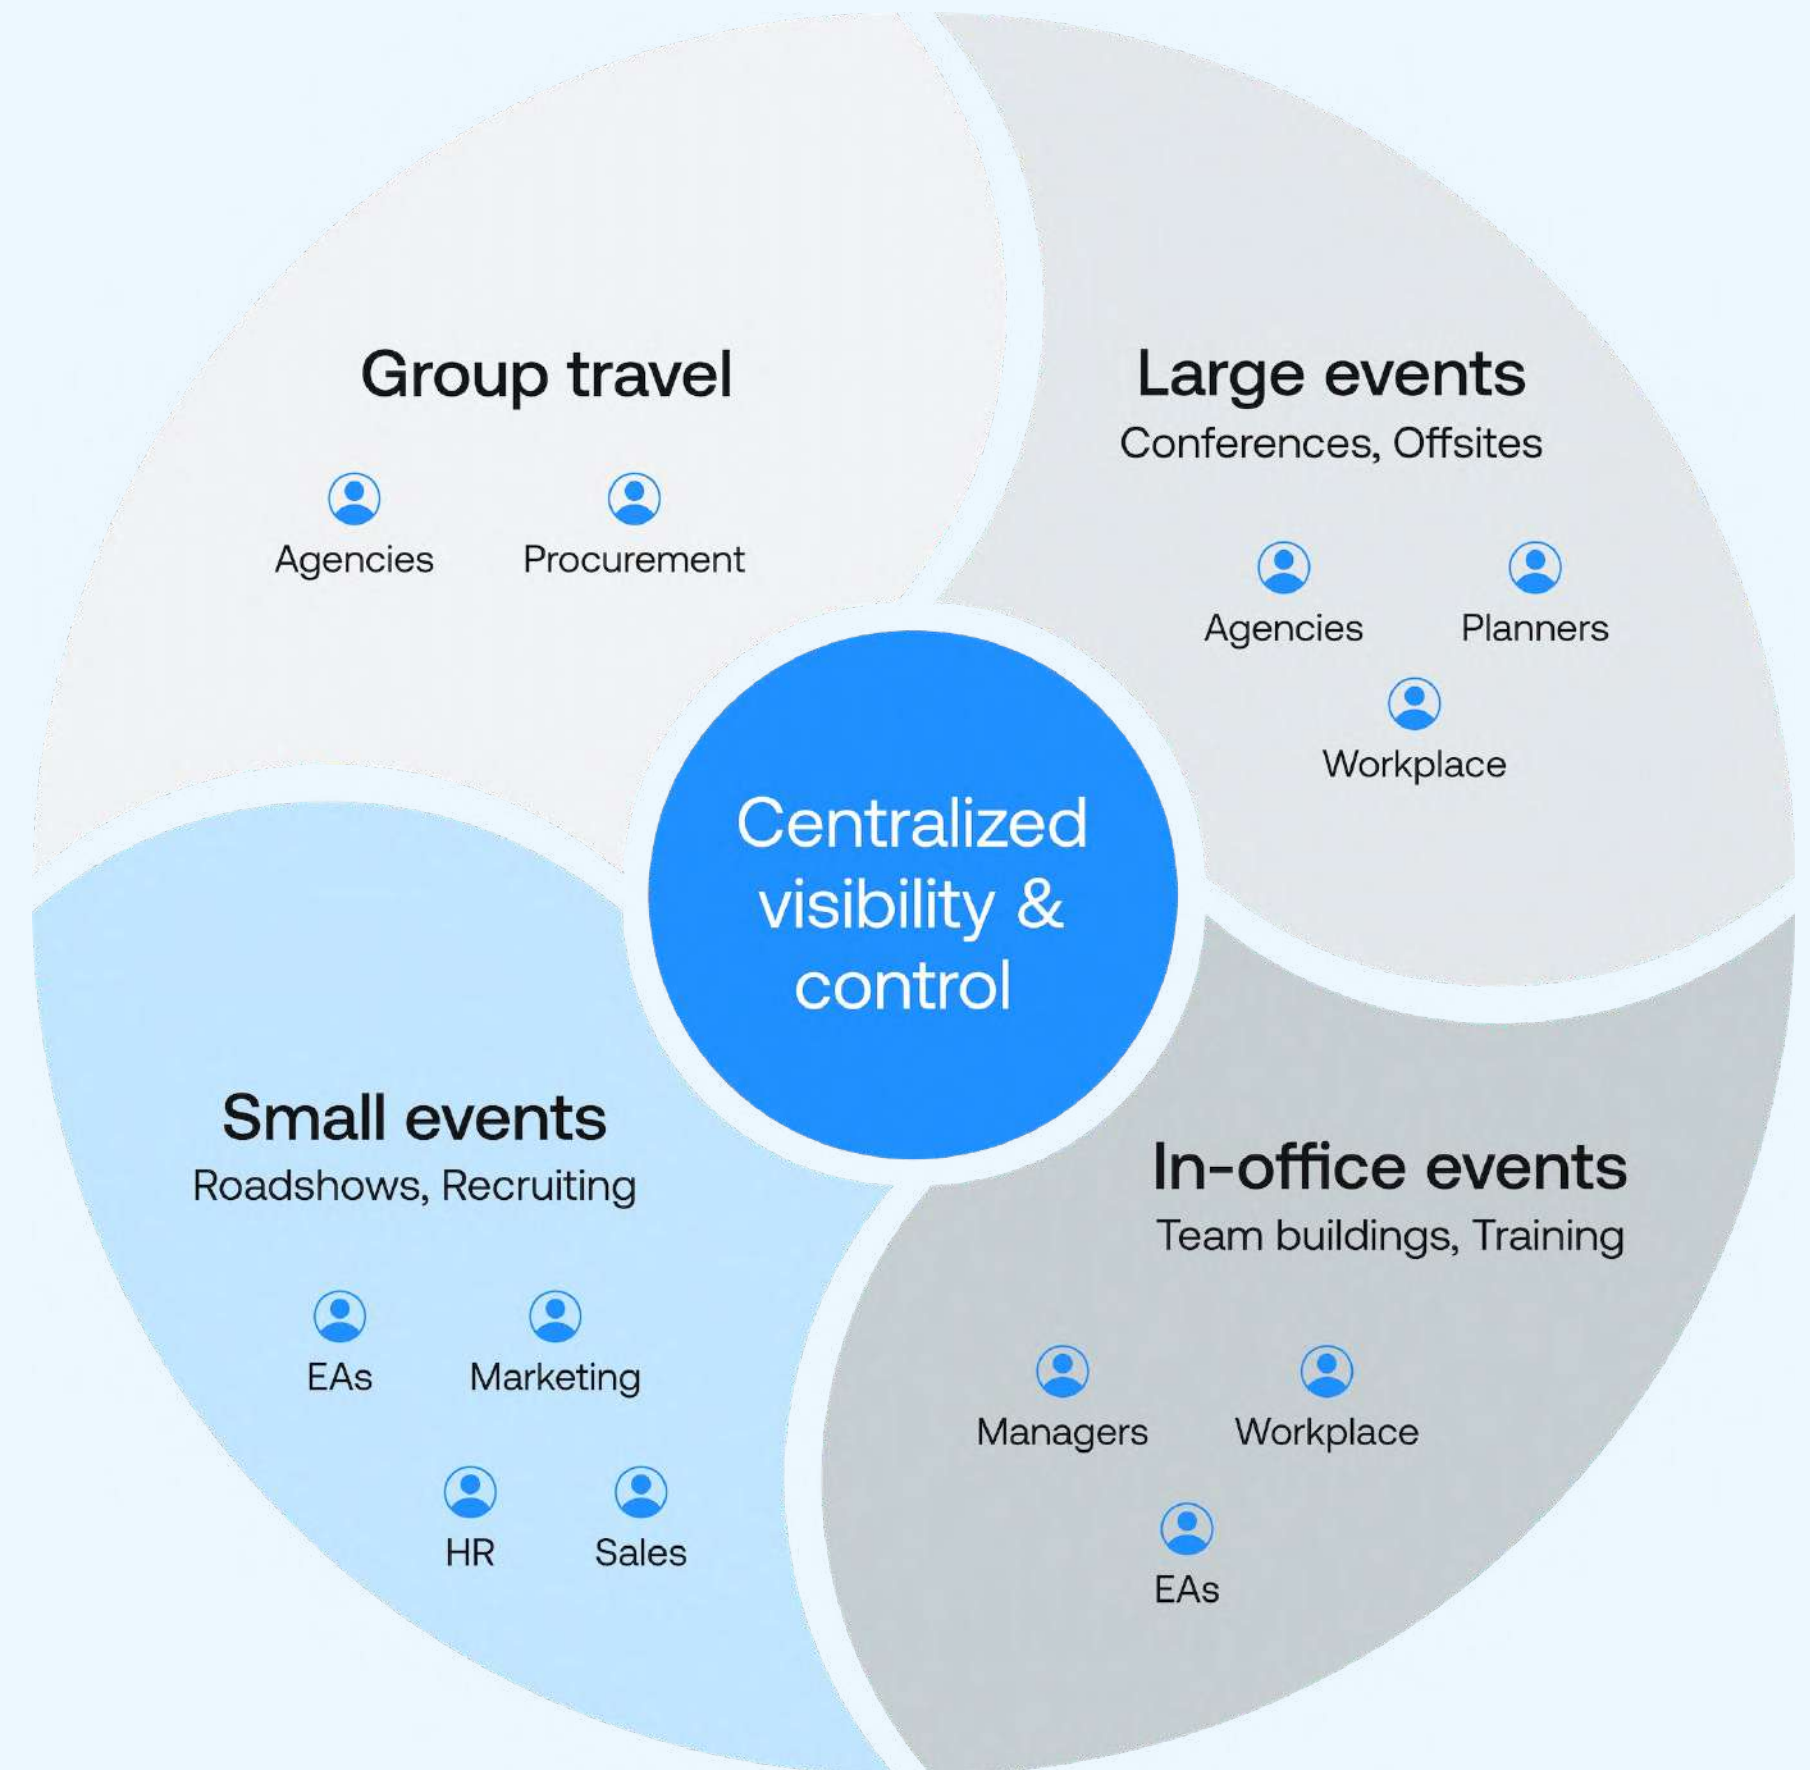 Group travel
Agencies Procurement
Large events
Conferences, Offsites
Agencies Planners
Workplace
Centralized
visibility &
control
Small events
Roadshows, Recruiting
EAs Marketing
HR Sales
In-office events
Team buildings, Training
Managers Workplace
EAs